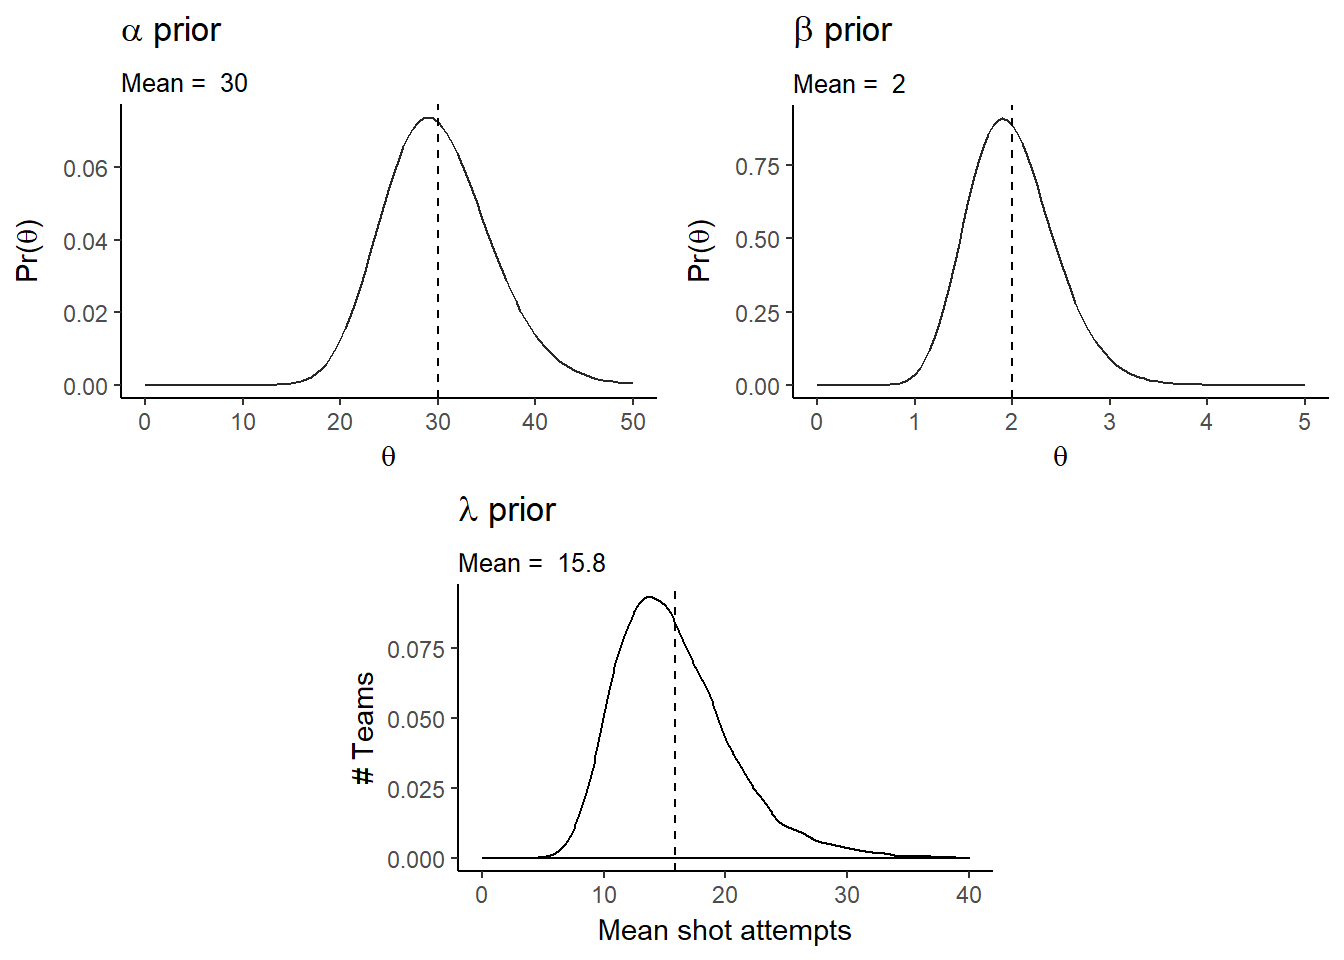 α prior
Mean =  30
Pr(θ)
0.06
0.04
0.02
0.00
0 10 20 30 40 50
θ
β prior
Mean =  2
Pr(θ)
0.75
0.50
0.25
0.00
0 1 2 3 4 5
θ
λ prior
Mean =  15.8
# Teams
0.075
0.050
0.025
0.000
0 10 20 30 40
Mean shot attempts